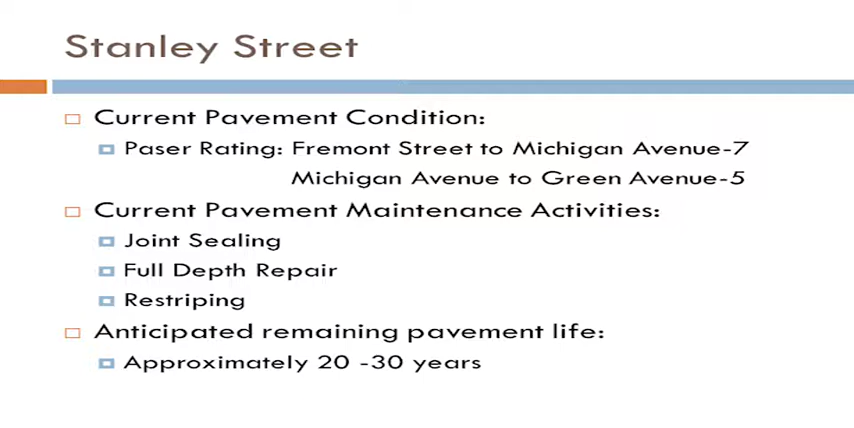 Stanley Street
Current Pavement Condition:
Paser Rating: Fremont Street to Michigan Avenue-7
Michigan Avenue to Green Avenue-5
Current Pavement Maintenance Activities:
Joint Sealing
Full Depth Repair
Restriping
Anticipated remaining pavement life:
Approximately 20 -30 years